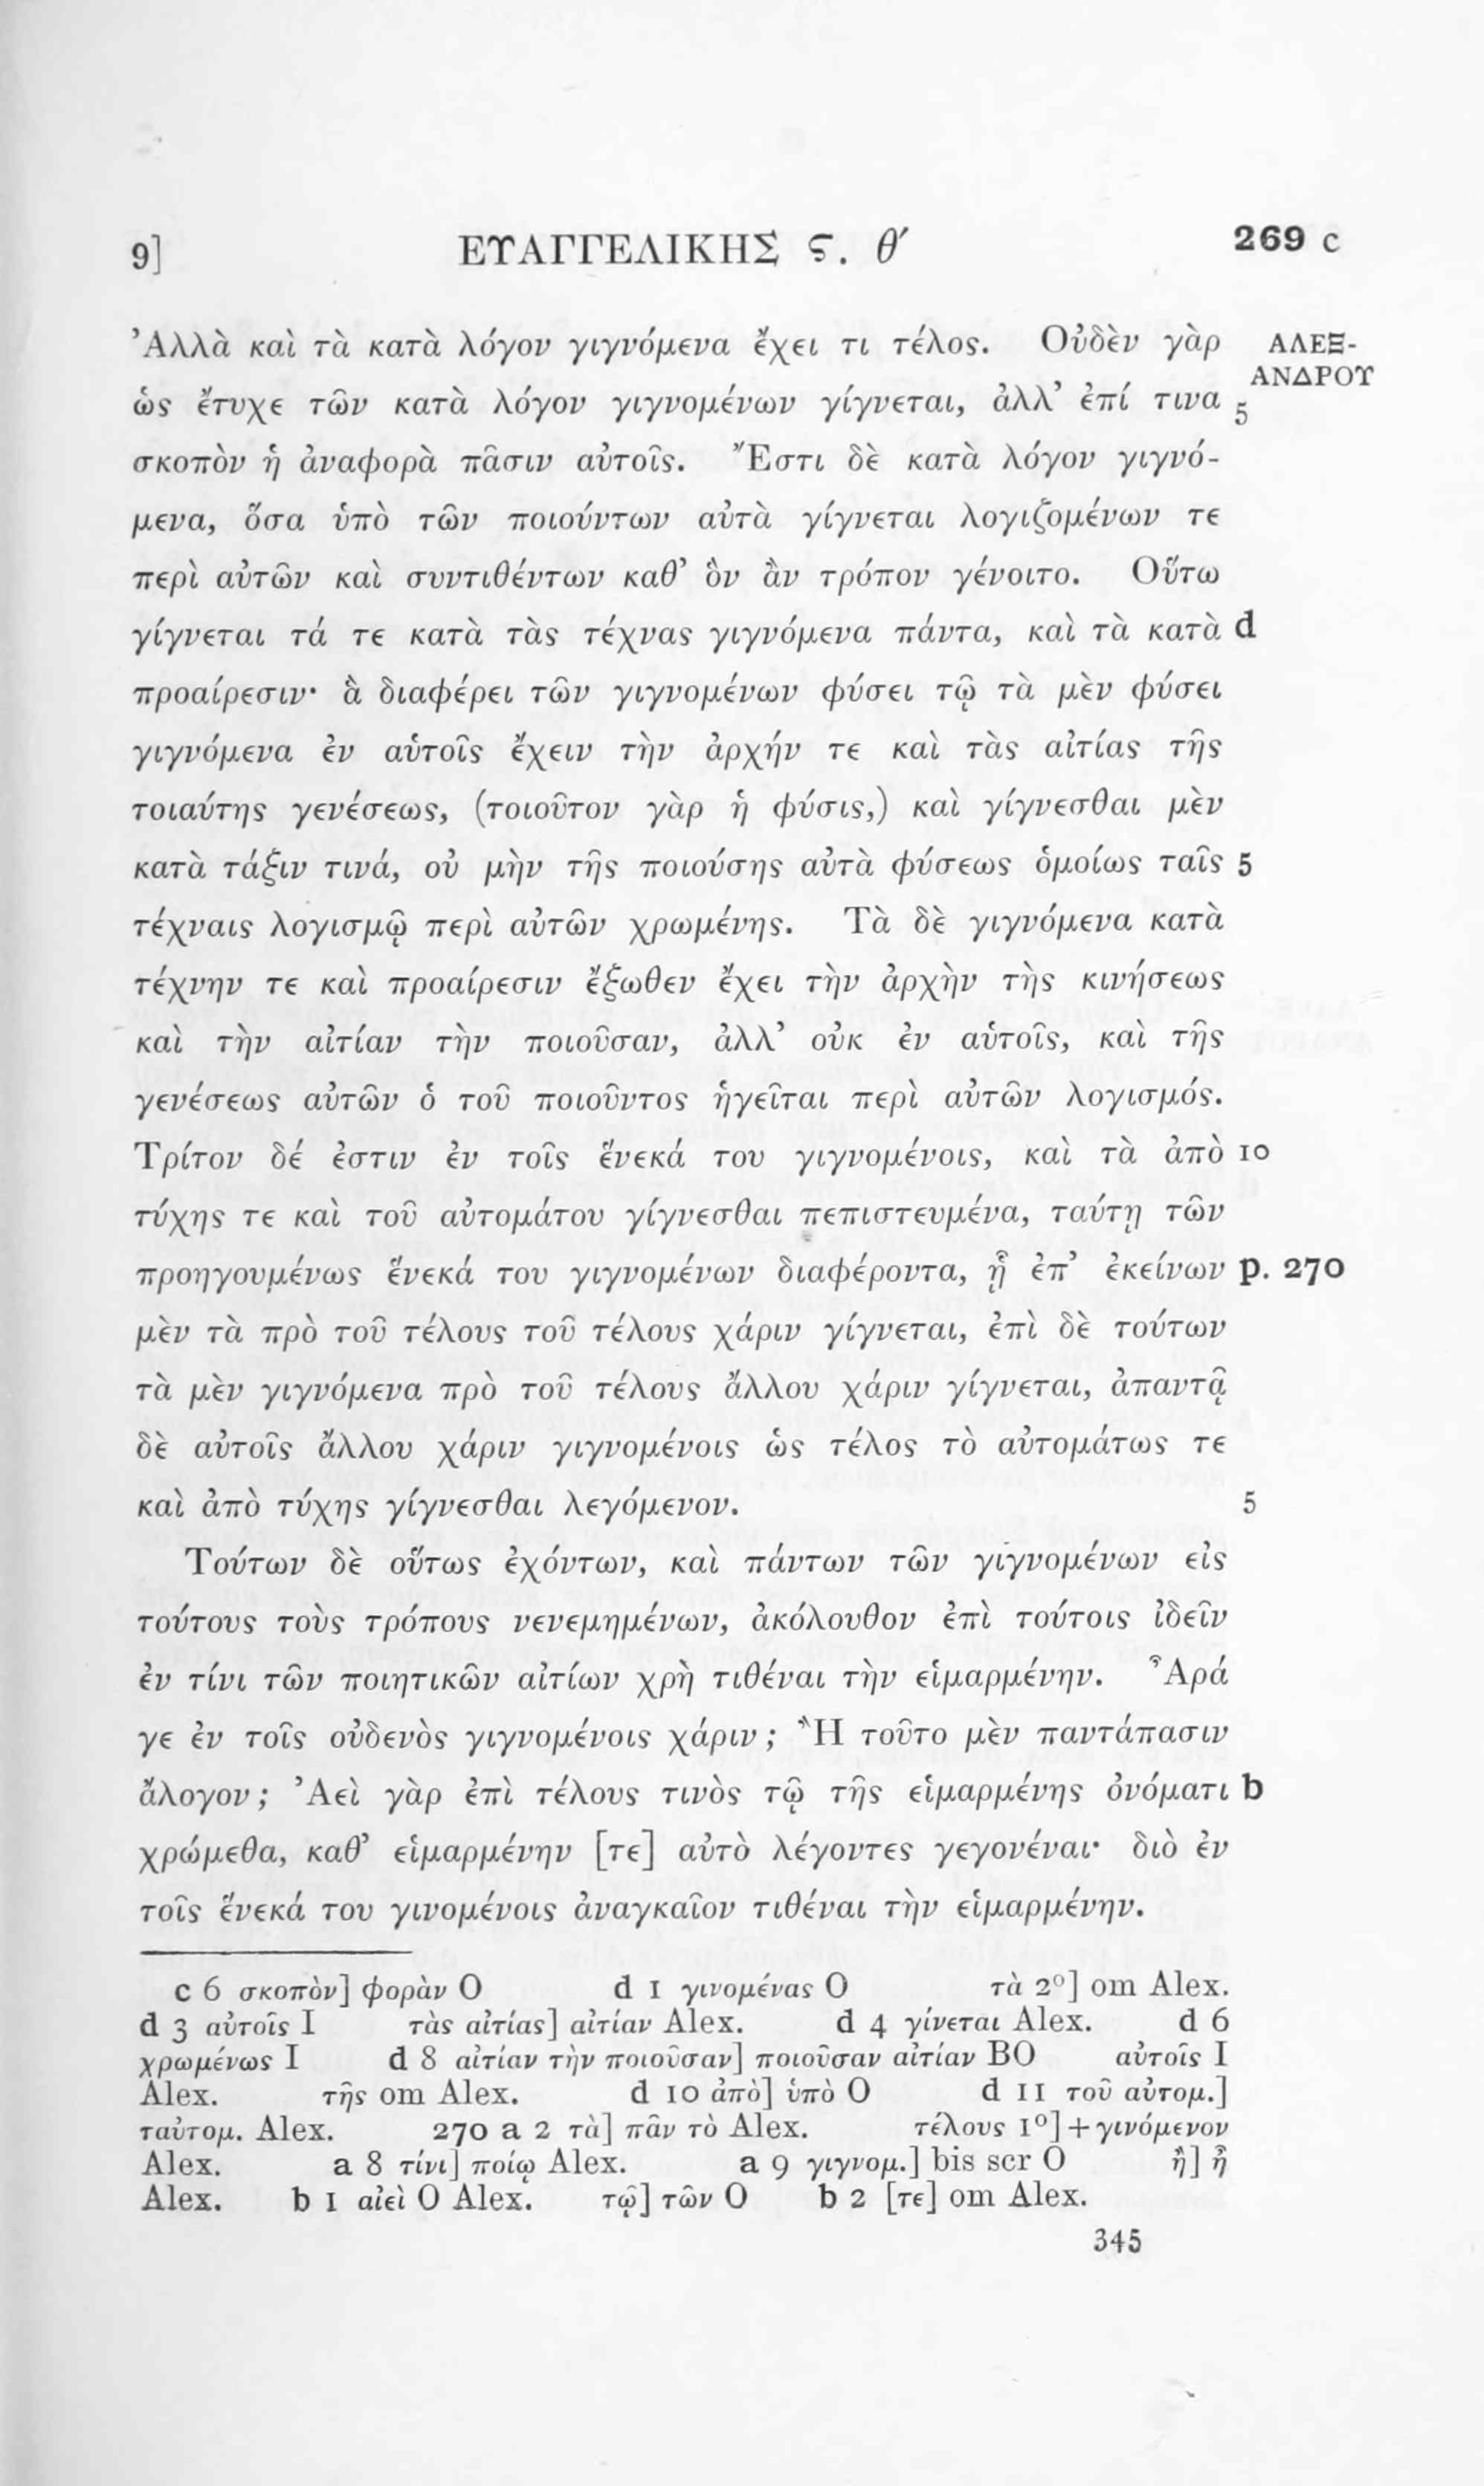 9] ΕΥΑΓΓΕΛΙΚΗΣ ϛ. θ′ 269 c
Ἀλλὰ καὶ τὰ κατὰ λόγον γιγνόμενα ἔχει τι τέλος. Οὐδὲν γὰρ ΑΛΕΞ-
ΑΝΔΡΟΥ
ὡς ἔτυχε τῶν κατὰ λόγον γιγνομένων γίγνεται, ἀλλ’ ἐπί τινα 5
σκοπὸν ἡ ἀναφορὰ πᾶσιν αὐτοῖς. Ἔστι δὲ κατὰ λόγον γιγνό-
μενα, ὅσα ὑπὸ τῶν ποιούντων αὐτὰ γίγνεται λογιζομένων τε
περὶ αὐτῶν καὶ συντιθέντων καθ’ ὃν ἂν τρόπον γένοιτο. Οὕτω
γίγνεται τά τε κατὰ τὰς τέχνας γιγνόμενα πάντα, καὶ τὰ κατὰ d
προαίρεσιν· ἃ διαφέρει τῶν γιγνομένων φύσει τῷ τὰ μὲν φύσει
γιγνόμενα ἐν αὑτοῖς ἔχειν τὴν ἀρχήν τε καὶ τὰς αἰτίας τῆς
τοιαύτης γενέσεως, (τοιοῦτον γὰρ ἡ φύσις,) καὶ γίγνεσθαι μὲν
κατὰ τάξιν τινά, οὐ μὴν τῆς ποιούσης αὐτὰ φύσεως ὁμοίως ταῖς 5
τέχναις λογισμῷ περὶ αὐτῶν χρωμένης. Τὰ δὲ γιγνόμενα κατὰ
τέχνην τε καὶ προαίρεσιν ἔξωθεν ἔχει τὴν ἀρχὴν τὴς κινήσεως
καὶ τὴν αἰτίαν τὴν ποιοῦσαν, ἀλλ’ οὐκ ἐν αὑτοῖς, καὶ τῆς
γενέσεως αὐτῶν ὁ τοῦ ποιοῦντος ἡγεῖται περὶ αὐτῶν λογισμός.
Τρίτον δέ ἐστιν ἐν τοῖς ἕνεκά του γιγνομένοις, καὶ τὰ ἀπὸ 10
τύχης τε καὶ τοῦ αὐτομάτου γίγνεσθαι πεπιστευμένα, ταύτῃ τῶν
προηγουμένως ἕνεκά του γιγνομένων διαφέροντα, ᾗ ἐπ’ ἐκείνων p. 270
μὲν τὰ πρὸ τοῦ τέλους τοῦ τέλους χάριν γίγνεται, ἐπὶ δὲ τούτων
τὰ μὲν γιγνόμενα πρὸ τοῦ τέλους ἄλλου χάριν γίγνεται, ἀπαντᾷ
δὲ αὐτοῖς ἄλλου χάριν γιγνομένοις ὡς τέλος τὸ αὐτομάτως τε
καὶ ἀπὸ τύχης γίγνεσθαι λεγόμενον. 5
Τούτων δὲ οὕτως ἐχόντων, καὶ πάντων τῶν γιγνομένων εἰς
τούτους τοὺς τρόπους νενεμημένων, ἀκόλουθον ἐπὶ τούτοις ἰδεῖν
ἐν τίνι τῶν ποιητικῶν αἰτίων χρὴ τιθέναι τὴν εἱμαρμένην. Ἆρά
γε ἐν τοῖς οὐδενὸς γιγνομένοις χάριν; Ἢ τοῦτο μὲν παντάπασιν
ἄλογον; Ἀεὶ γὰρ ἐπὶ τέλους τινὸς τῷ τῆς εἱμαρμένης ὀνόματι b
χρώμεθα, καθ’ εἱμαρμένην [τε] αὐτὸ λέγοντες γεγονέναι· διὸ ἐν
τοῖς ἕνεκά του γινομένοις ἀναγκαῖον τιθέναι τὴν εἱμαρμένην.
c 6 σκοπὸν] φορὰν O d 1 γινομένας O τὰ 2º] om Alex.
d 3 αὐτοῖς I τὰς αἰτίας] αἰτίαν Alex. d 4 γίνεται Alex. d 6
χρωμένως I d 8 αἰτίαν τὴν ποιοῦσαν] ποιοῦσαν αἰτίαν BO αὐτοῖς I
Alex. τῆς om Alex. d 10 ἀπὸ] ὑπὸ O d 11 τοῦ αὐτομ.]
ταὐτομ. Alex. 270 a 2 τὰ] πᾶν τὸ Alex. τέλους 1º] + γινόμενον
Alex. a 8 τίνι] ποίῳ Alex. a 9 γιγνομ.] bis scr O ἢ] ἦ
Alex. b 1 αἰεὶ O Alex. τῷ] τῶν O b 2 [τε] om Alex.
345